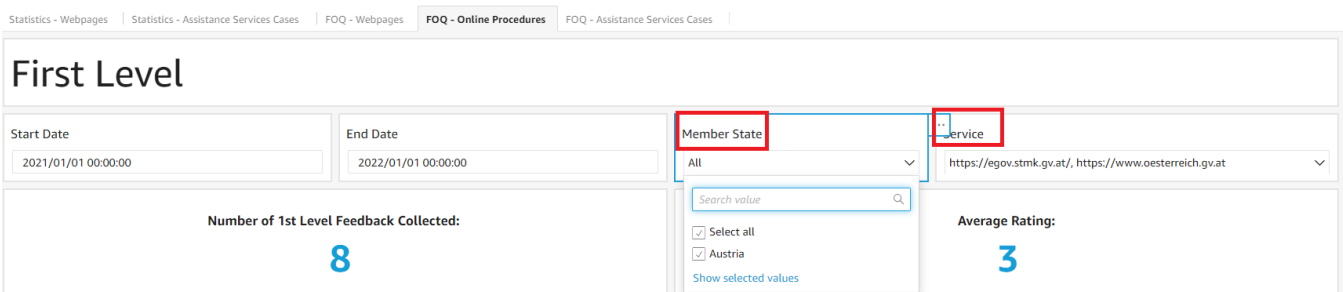 Statistics - Webpages Statistics - Assistance Services Cases FOQ - Webpages FOQ - Online Procedures FOQ - Assistance Services Cases
First Level
Start Date End Date Member State Service
2021/01/01 00:00:00 2022/01/01 00:00:00 All https://egov.stmk.gv.at/, https://www.oesterreich.gv.at
Search value
Number of 1st Level Feedback Collected: Select all Average Rating:
8 Austria 3
Show selected values